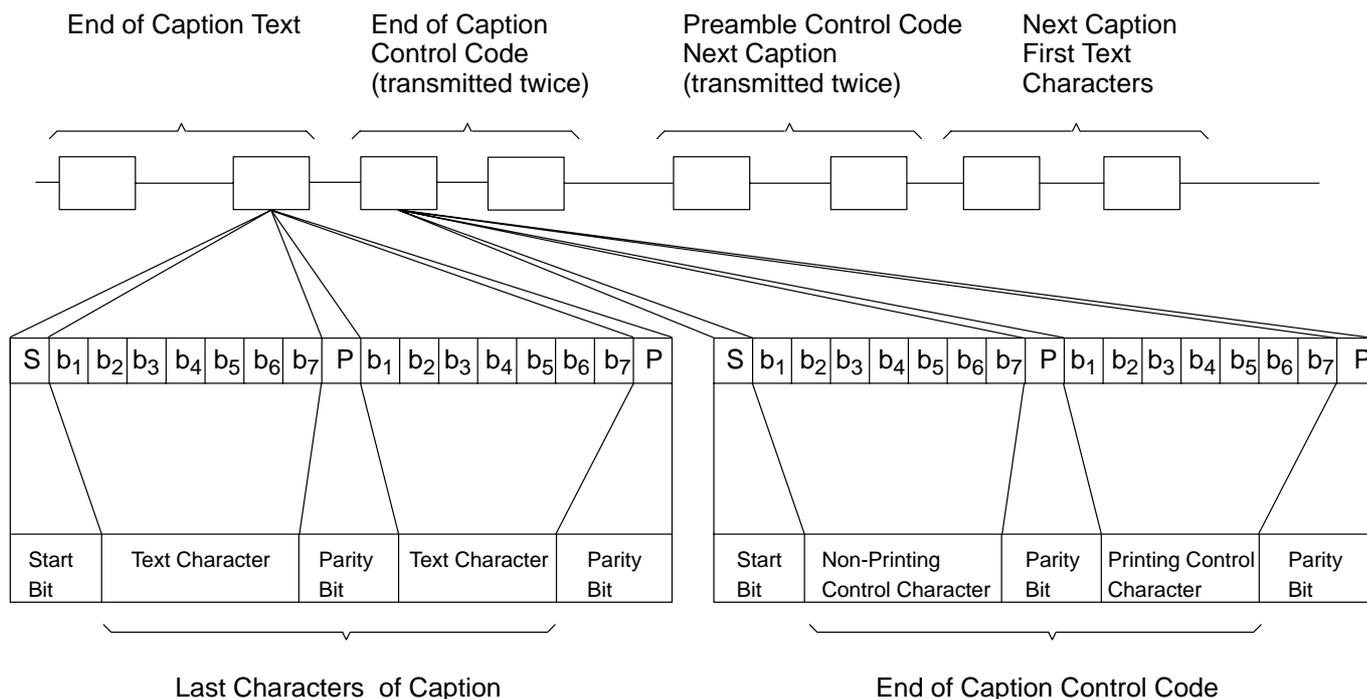 End of Caption Text
End of Caption
Control Code
(transmitted twice)
Preamble Control Code
Next Caption
(transmitted twice)
Next Caption
First Text
Characters
S b1 b2 b3 b4 b5 b6 b7 P b1 b2 b3 b4 b5 b6 b7 P
S b1 b2 b3 b4 b5 b6 b7 P b1 b2 b3 b4 b5 b6 b7 P
Start
Bit
Text Character
Parity
Bit
Text Character
Parity
Bit
Start
Bit
Non-Printing
Control Character
Parity
Bit
Printing Control
Character
Parity
Bit
Last Characters of Caption
End of Caption Control Code